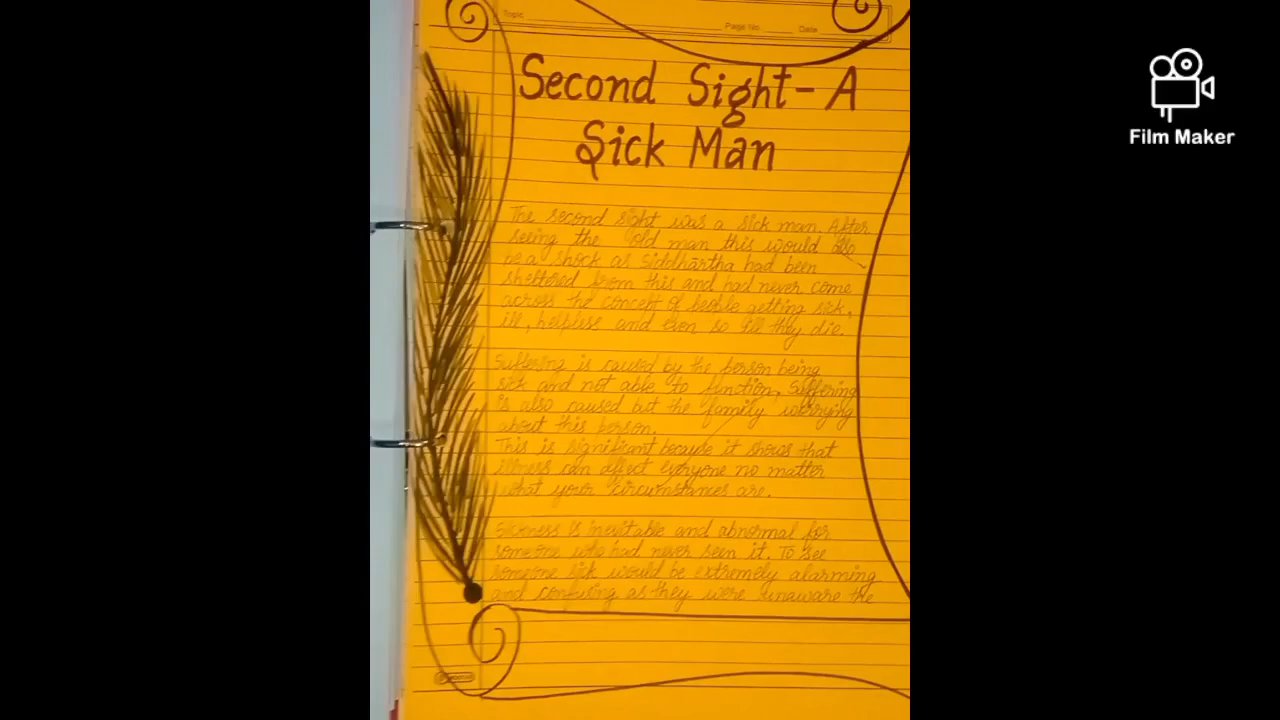 Topic Page No. Date
Second Sight - A
Sick Man
The second sight was a sick man. After
seeing the old man this would also
be a shock as Siddhārtha had been
sheltered from this and had never come
across the concept of people getting sick,
ill, helplise and even so ill they die.
Suffering is caused by the person being
sick and not able to function. Suffering
is also caused but the family worrying
about this person.
This is significant because it shows that
illness can affect everyone no matter
what your circumstances are.
Sickness is inevitable and abnormal for
someone who had never seen it. To see
someone sick would be extremely alarming
and confusing as they were unaware the
Film Maker